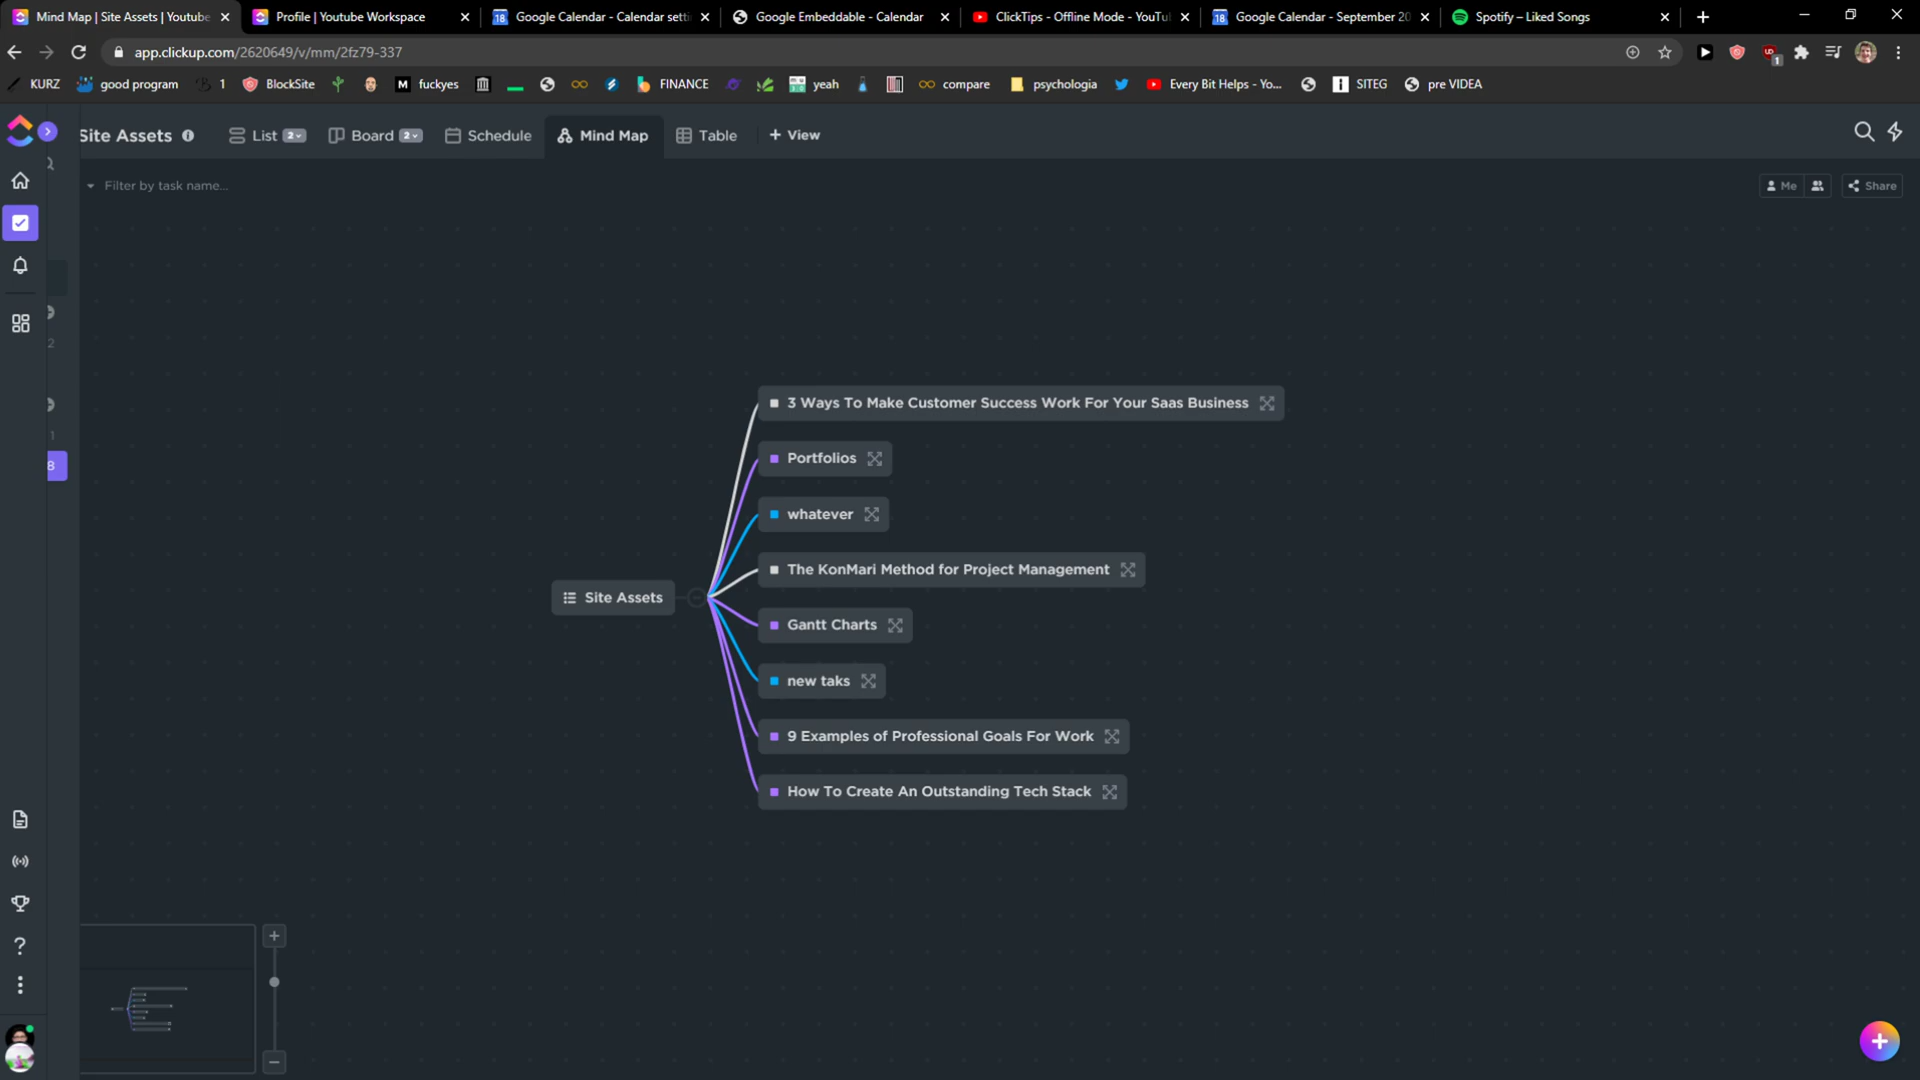 Mind Map | Site Assets | Youtube
Profile | Youtube Workspace
Google Calendar - Calendar setti
Google Embeddable - Calendar
ClickTips - Offline Mode - YouTu
Google Calendar - September 20
Spotify – Liked Songs
app.clickup.com/2620649/v/mm/2fz79-337
KURZ
good program
1
BlockSite
fuckyes
FINANCE
yeah
compare
psychologia
Every Bit Helps - Yo...
SITEG
pre VIDEA
Site Assets
List 2
Board 2
Schedule
Mind Map
Table
+ View
Filter by task name...
Me
Share
2
1
8
3 Ways To Make Customer Success Work For Your Saas Business
Portfolios
whatever
The KonMari Method for Project Management
Site Assets
Gantt Charts
new taks
9 Examples of Professional Goals For Work
How To Create An Outstanding Tech Stack